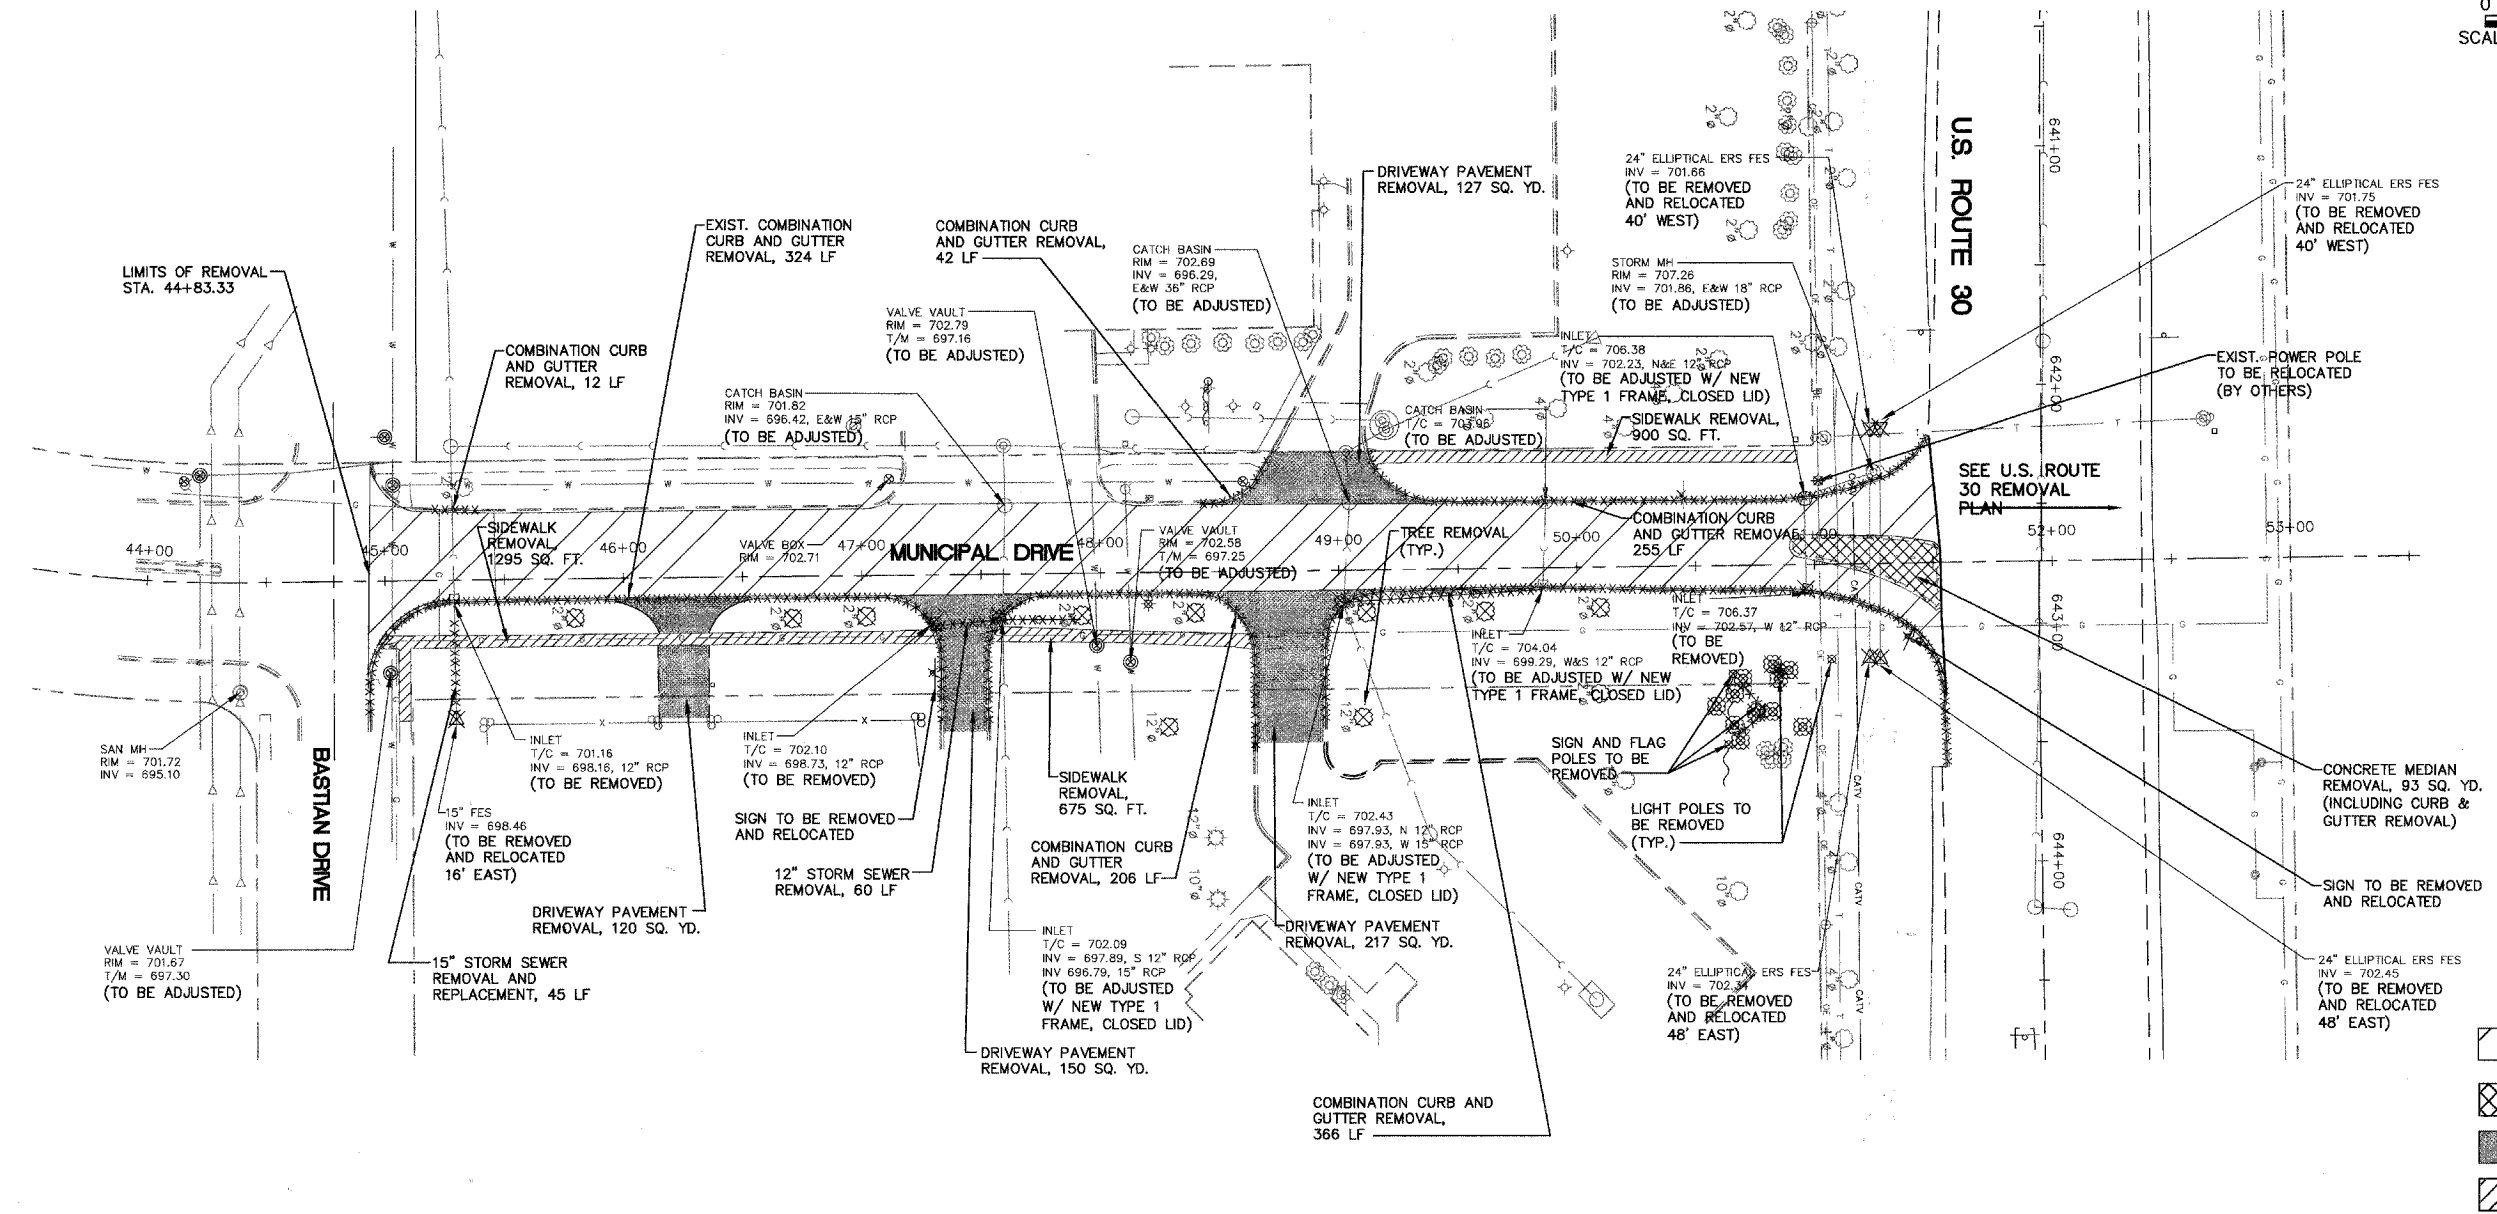 SCAL
LIMITS OF REMOVAL
STA. 44+83.33
COMBINATION CURB
AND GUTTER
REMOVAL, 12 LF
EXIST. COMBINATION
CURB AND GUTTER
REMOVAL, 324 LF
CATCH BASIN
RIM = 701.82
INV = 696.42, E&W 15" RCP
(TO BE ADJUSTED)
VALVE VAULT
RIM = 702.79
T/M = 697.16
(TO BE ADJUSTED)
COMBINATION CURB
AND GUTTER REMOVAL,
42 LF
CATCH BASIN
RIM = 702.69
INV = 696.29,
E&W 36" RCP
(TO BE ADJUSTED)
DRIVEWAY PAVEMENT
REMOVAL, 127 SQ. YD.
24" ELLIPTICAL ERS FES
INV = 701.66
(TO BE REMOVED
AND RELOCATED
40' WEST)
STORM MH
RIM = 707.26
INV = 701.86, E&W 18" RCP
(TO BE ADJUSTED)
INLET
T/C = 706.38
INV = 702.23, N&E 12" RCP
(TO BE ADJUSTED W/ NEW
TYPE 1 FRAME, CLOSED LID)
CATCH BASIN
(TO BE ADJUSTED)
SIDEWALK REMOVAL,
900 SQ. FT.
U.S. ROUTE 30
641+00
642+00
643+00
644+00
24" ELLIPTICAL ERS FES
INV = 701.75
(TO BE REMOVED
AND RELOCATED
40' WEST)
EXIST. POWER POLE
TO BE RELOCATED
(BY OTHERS)
SEE U.S. ROUTE
30 REMOVAL
PLAN
44+00
45+00
46+00
47+00
48+00
49+00
50+00
51+00
52+00
53+00
SIDEWALK
REMOVAL,
1295 SQ. FT.
VALVE BOX
RIM = 702.71
MUNICIPAL DRIVE
VALVE VAULT
RIM = 702.58
T/M = 697.25
(TO BE ADJUSTED)
TREE REMOVAL
(TYP.)
COMBINATION CURB
AND GUTTER REMOVAL,
255 LF
INLET
T/C = 706.37
INV = 702.57, W 12" RCP
(TO BE
REMOVED)
INLET
T/C = 704.04
INV = 699.29, W&S 12" RCP
(TO BE ADJUSTED W/ NEW
TYPE 1 FRAME, CLOSED LID)
SAN MH
RIM = 701.72
INV = 695.10
BASTIAN DRIVE
INLET
T/C = 701.16
INV = 698.16, 12" RCP
(TO BE REMOVED)
15" FES
INV = 698.46
(TO BE REMOVED
AND RELOCATED
16' EAST)
INLET
T/C = 702.10
INV = 698.73, 12" RCP
(TO BE REMOVED)
SIGN TO BE REMOVED
AND RELOCATED
12" STORM SEWER
REMOVAL, 60 LF
SIDEWALK
REMOVAL,
675 SQ. FT.
COMBINATION CURB
AND GUTTER
REMOVAL, 206 LF
INLET
T/C = 702.43
INV = 697.93, N 12" RCP
INV = 697.93, W 15" RCP
(TO BE ADJUSTED
W/ NEW TYPE 1
FRAME, CLOSED LID)
SIGN AND FLAG
POLES TO BE
REMOVED
LIGHT POLES TO
BE REMOVED
(TYP.)
CONCRETE MEDIAN
REMOVAL, 93 SQ. YD.
(INCLUDING CURB &
GUTTER REMOVAL)
SIGN TO BE REMOVED
AND RELOCATED
DRIVEWAY PAVEMENT
REMOVAL, 120 SQ. YD.
VALVE VAULT
RIM = 701.67
T/M = 697.30
(TO BE ADJUSTED)
15" STORM SEWER
REMOVAL AND
REPLACEMENT, 45 LF
INLET
T/C = 702.09
INV = 697.89, S 12" RCP
INV 696.79, 15" RCP
(TO BE ADJUSTED
W/ NEW TYPE 1
FRAME, CLOSED LID)
DRIVEWAY PAVEMENT
REMOVAL, 217 SQ. YD.
24" ELLIPTICAL ERS FES
INV = 702.34
(TO BE REMOVED
AND RELOCATED
48' EAST)
24" ELLIPTICAL ERS FES
INV = 702.45
(TO BE REMOVED
AND RELOCATED
48' EAST)
DRIVEWAY PAVEMENT
REMOVAL, 150 SQ. YD.
COMBINATION CURB AND
GUTTER REMOVAL,
366 LF
12"ø
12"ø
12"ø
10"ø
10"ø
CATV
CATV
CATV